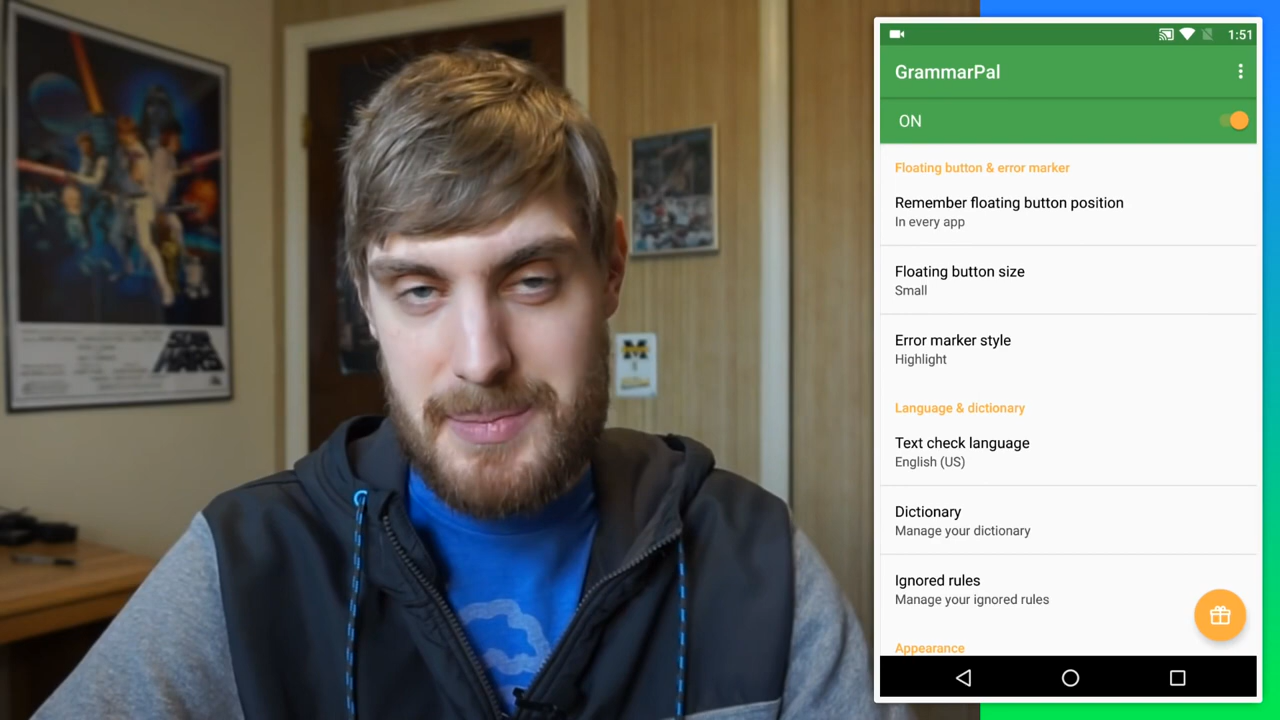 STAR
WARS
M
1:51
GrammarPal
ON
Floating button & error marker
Remember floating button position
In every app
Floating button size
Small
Error marker style
Highlight
Language & dictionary
Text check language
English (US)
Dictionary
Manage your dictionary
Ignored rules
Manage your ignored rules
Appearance